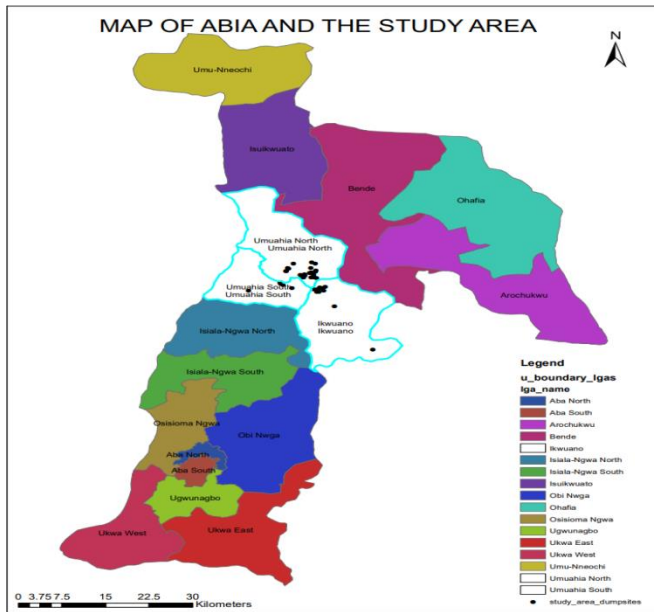 MAP OF ABIA AND THE STUDY AREA
N
Umu-Nneochi
Isuikwuato
Bende
Ohafia
Umuahia North
Umuahia North
Arochukwu
Umuahia South
Umuahia South
Ikwuano
Ikwuano
Isiala-Ngwa North
Isiala-Ngwa South
Osisioma Ngwa
Obi Nwga
Aba North
Aba South
Ugwunagbo
Ukwa West
Ukwa East
Legend
u_boundary_lgas
lga_name
Aba North
Aba South
Arochukwu
Bende
Ikwuano
Isiala-Ngwa North
Isiala-Ngwa South
Isuikwuato
Obi Nwga
Ohafia
Osisioma Ngwa
Ugwunagbo
Ukwa East
Ukwa West
Umu-Nneochi
Umuahia North
Umuahia South
study_area_dumpsites
0 3.75 7.5 15 22.5 30
Kilometers